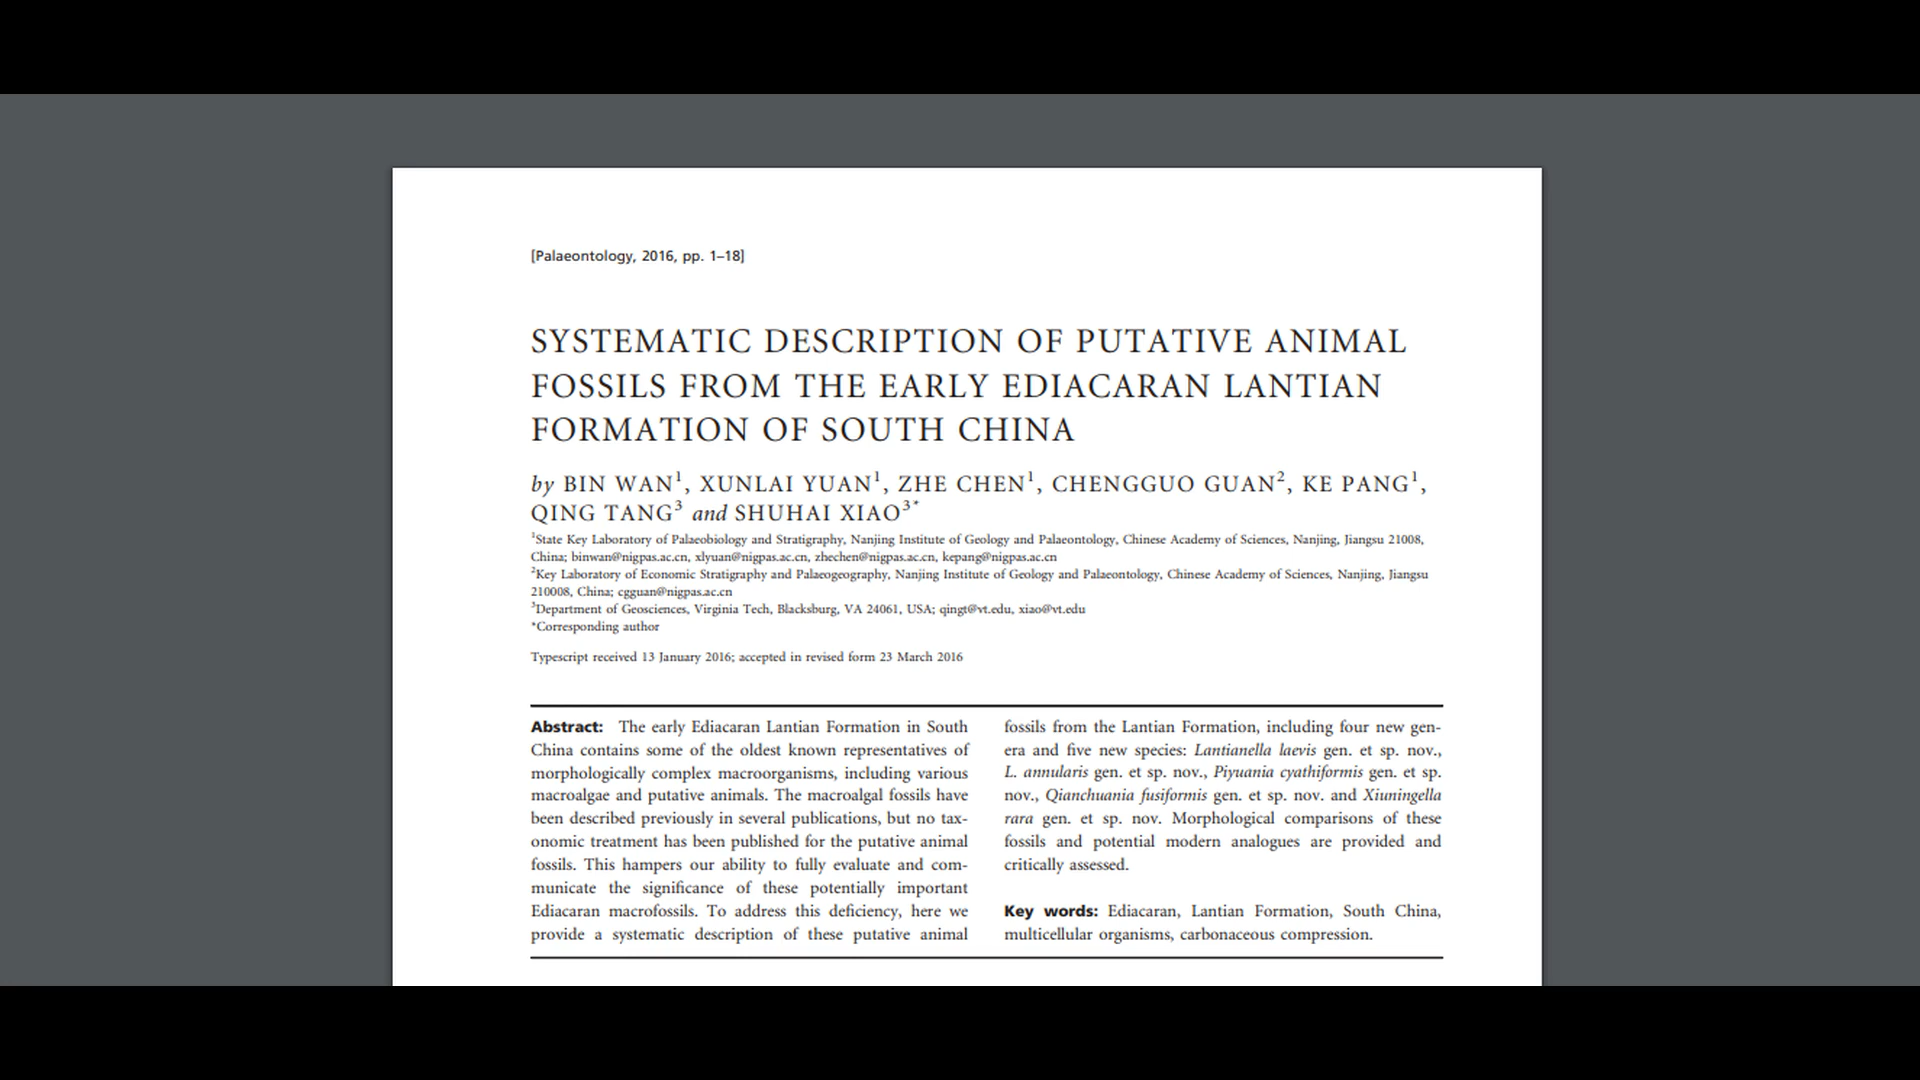 [Palaeontology, 2016, pp. 1–18]
SYSTEMATIC DESCRIPTION OF PUTATIVE ANIMAL
FOSSILS FROM THE EARLY EDIACARAN LANTIAN
FORMATION OF SOUTH CHINA
by BIN WAN1, XUNLAI YUAN1, ZHE CHEN1, CHENGGUO GUAN2, KE PANG1,
QING TANG3 and SHUHAI XIAO3*
1State Key Laboratory of Palaeobiology and Stratigraphy, Nanjing Institute of Geology and Palaeontology, Chinese Academy of Sciences, Nanjing, Jiangsu 21008,
China; binwan@nigpas.ac.cn, xlyuan@nigpas.ac.cn, zhechen@nigpas.ac.cn, kepang@nigpas.ac.cn
2Key Laboratory of Economic Stratigraphy and Palaeogeography, Nanjing Institute of Geology and Palaeontology, Chinese Academy of Sciences, Nanjing, Jiangsu
210008, China; cgguan@nigpas.ac.cn
3Department of Geosciences, Virginia Tech, Blacksburg, VA 24061, USA; qingt@vt.edu, xiao@vt.edu
*Corresponding author
Typescript received 13 January 2016; accepted in revised form 23 March 2016
Abstract: The early Ediacaran Lantian Formation in South
China contains some of the oldest known representatives of
morphologically complex macroorganisms, including various
macroalgae and putative animals. The macroalgal fossils have
been described previously in several publications, but no tax-
onomic treatment has been published for the putative animal
fossils. This hampers our ability to fully evaluate and com-
municate the significance of these potentially important
Ediacaran macrofossils. To address this deficiency, here we
provide a systematic description of these putative animal
fossils from the Lantian Formation, including four new gen-
era and five new species: Lantianella laevis gen. et sp. nov.,
L. annularis gen. et sp. nov., Piyuania cyathiformis gen. et sp.
nov., Qianchuania fusiformis gen. et sp. nov. and Xiuningella
rara gen. et sp. nov. Morphological comparisons of these
fossils and potential modern analogues are provided and
critically assessed.
Key words: Ediacaran, Lantian Formation, South China,
multicellular organisms, carbonaceous compression.